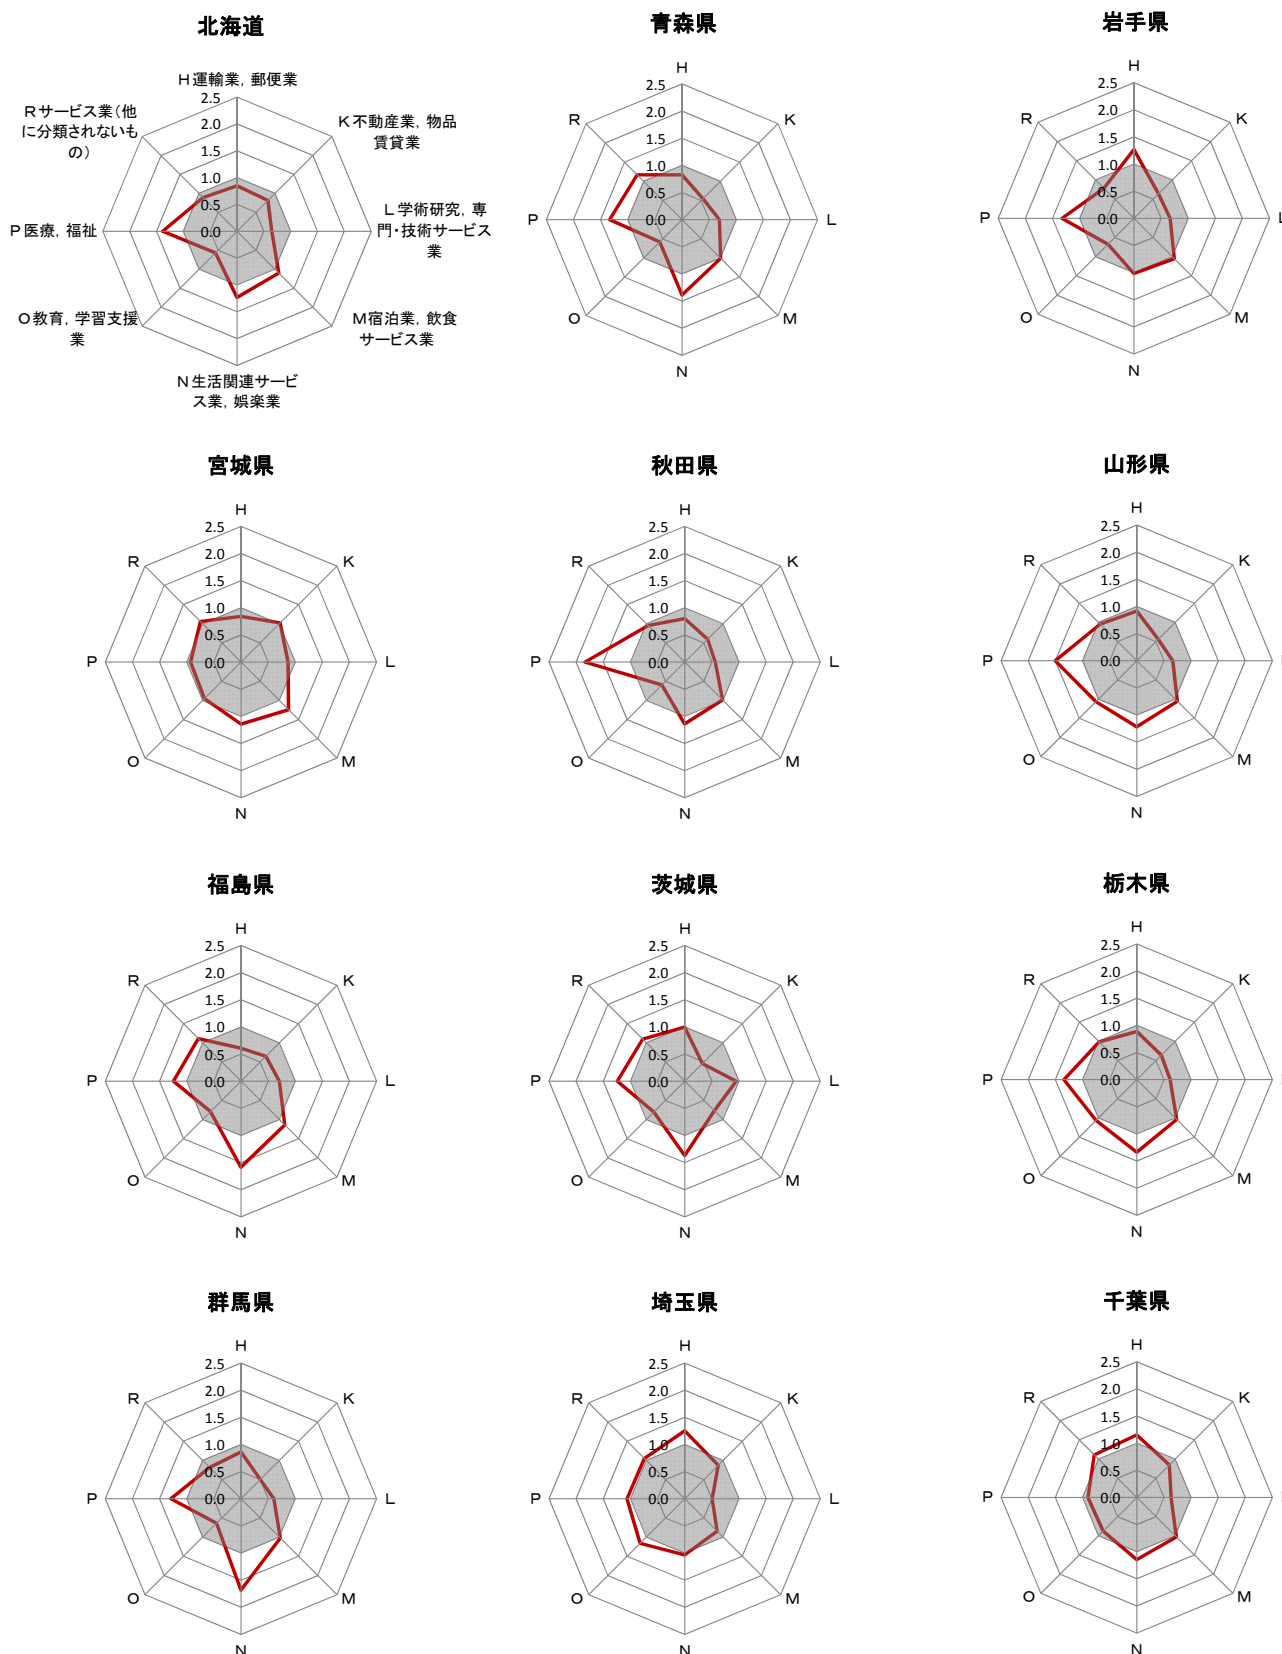 北海道
H運輸業，郵便業
K不動産業，物品
賃貸業
L学術研究，専
門・技術サービス
業
M宿泊業，飲食
サービス業
N生活関連サービ
ス業，娯楽業
O教育，学習支援
業
P医療，福祉
Rサービス業（他
に分類されないも
の）
2.5
2.0
1.5
1.0
0.5
0.0
青森県
H
K
L
M
N
O
P
R
2.5
2.0
1.5
1.0
0.5
0.0
岩手県
H
K
L
M
N
O
P
R
2.5
2.0
1.5
1.0
0.5
0.0
宮城県
H
K
L
M
N
O
P
R
2.5
2.0
1.5
1.0
0.5
0.0
秋田県
H
K
L
M
N
O
P
R
2.5
2.0
1.5
1.0
0.5
0.0
山形県
H
K
M
N
O
P
R
2.5
2.0
1.5
1.0
0.5
0.0
福島県
H
K
L
M
N
O
P
R
2.5
2.0
1.5
1.0
0.5
0.0
茨城県
H
K
L
M
N
O
P
R
2.5
2.0
1.5
1.0
0.5
0.0
栃木県
H
K
M
N
O
P
R
2.5
2.0
1.5
1.0
0.5
0.0
群馬県
H
K
L
M
N
O
P
R
2.5
2.0
1.5
1.0
0.5
0.0
埼玉県
H
K
L
M
N
O
P
R
2.5
2.0
1.5
1.0
0.5
0.0
千葉県
H
K
M
N
O
P
R
2.5
2.0
1.5
1.0
0.5
0.0